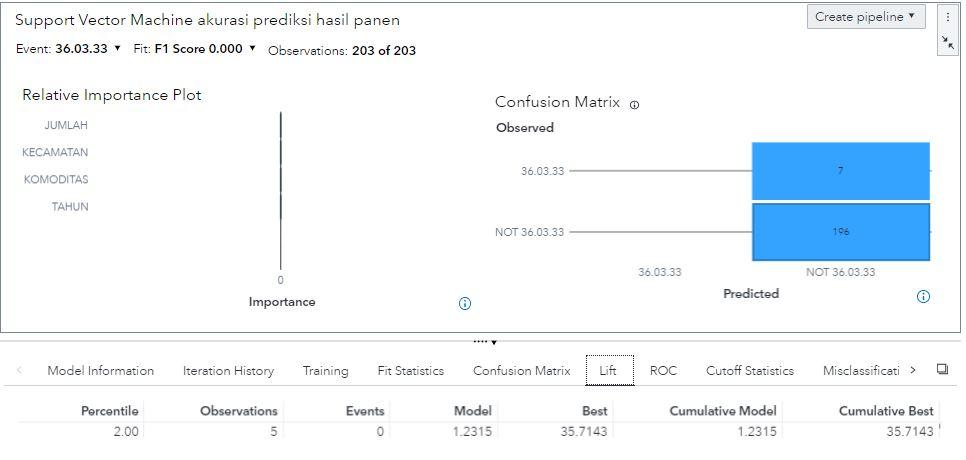 Support Vector Machine akurasi prediksi hasil panen
Create pipeline
Event: 36.03.33 Fit: F1 Score 0.000 Observations: 203 of 203
Relative Importance Plot
JUMLAH
KECAMATAN
KOMODITAS
TAHUN
0
Importance
Confusion Matrix
Observed
36.03.33
7
NOT 36.03.33
196
36.03.33 NOT 36.03.33
Predicted
Model Information Iteration History Training Fit Statistics Confusion Matrix Lift ROC Cutoff Statistics Misclassificati
Percentile Observations Events Model Best Cumulative Model Cumulative Best
2.00 5 0 1.2315 35.7143 1.2315 35.7143